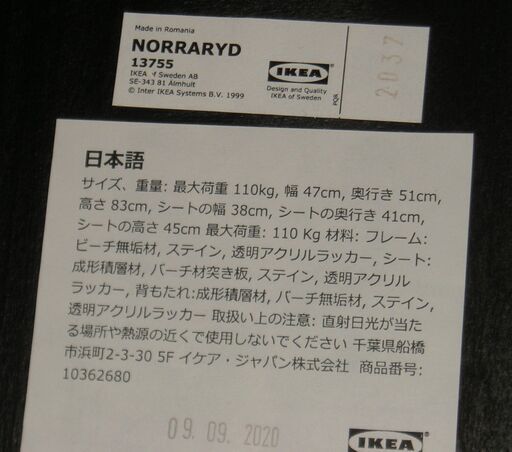 Made in Romania
NORRARYD
13755
IKEA of Sweden AB
SE-343 81 Älmhult
© Inter IKEA Systems B.V. 1999
IKEA
Design and Quality
IKEA of Sweden
PQR
2037
日本語
サイズ、重量: 最大荷重 110kg, 幅 47cm, 奥行き 51cm,
高さ 83cm, シートの幅 38cm, シートの奥行き 41cm,
シートの高さ 45cm 最大荷重: 110 Kg 材料: フレーム:
ビーチ無垢材, ステイン, 透明アクリルラッカー, シート:
成形積層材, バーチ材突き板, ステイン, 透明アクリル
ラッカー, 背もたれ:成形積層材, バーチ無垢材, ステイン,
透明アクリルラッカー 取扱い上の注意: 直射日光が当た
る場所や熱源の近くで使用しないでください 千葉県船橋
市浜町2-3-30 5F イケア・ジャパン株式会社 商品番号:
10362680
09.09.2020
IKEA